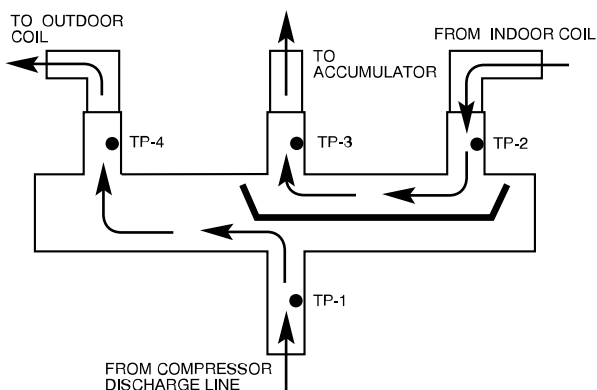 TO OUTDOOR
COIL
TO
ACCUMULATOR
FROM INDOOR COIL
TP-4
TP-3
TP-2
TP-1
FROM COMPRESSOR
DISCHARGE LINE